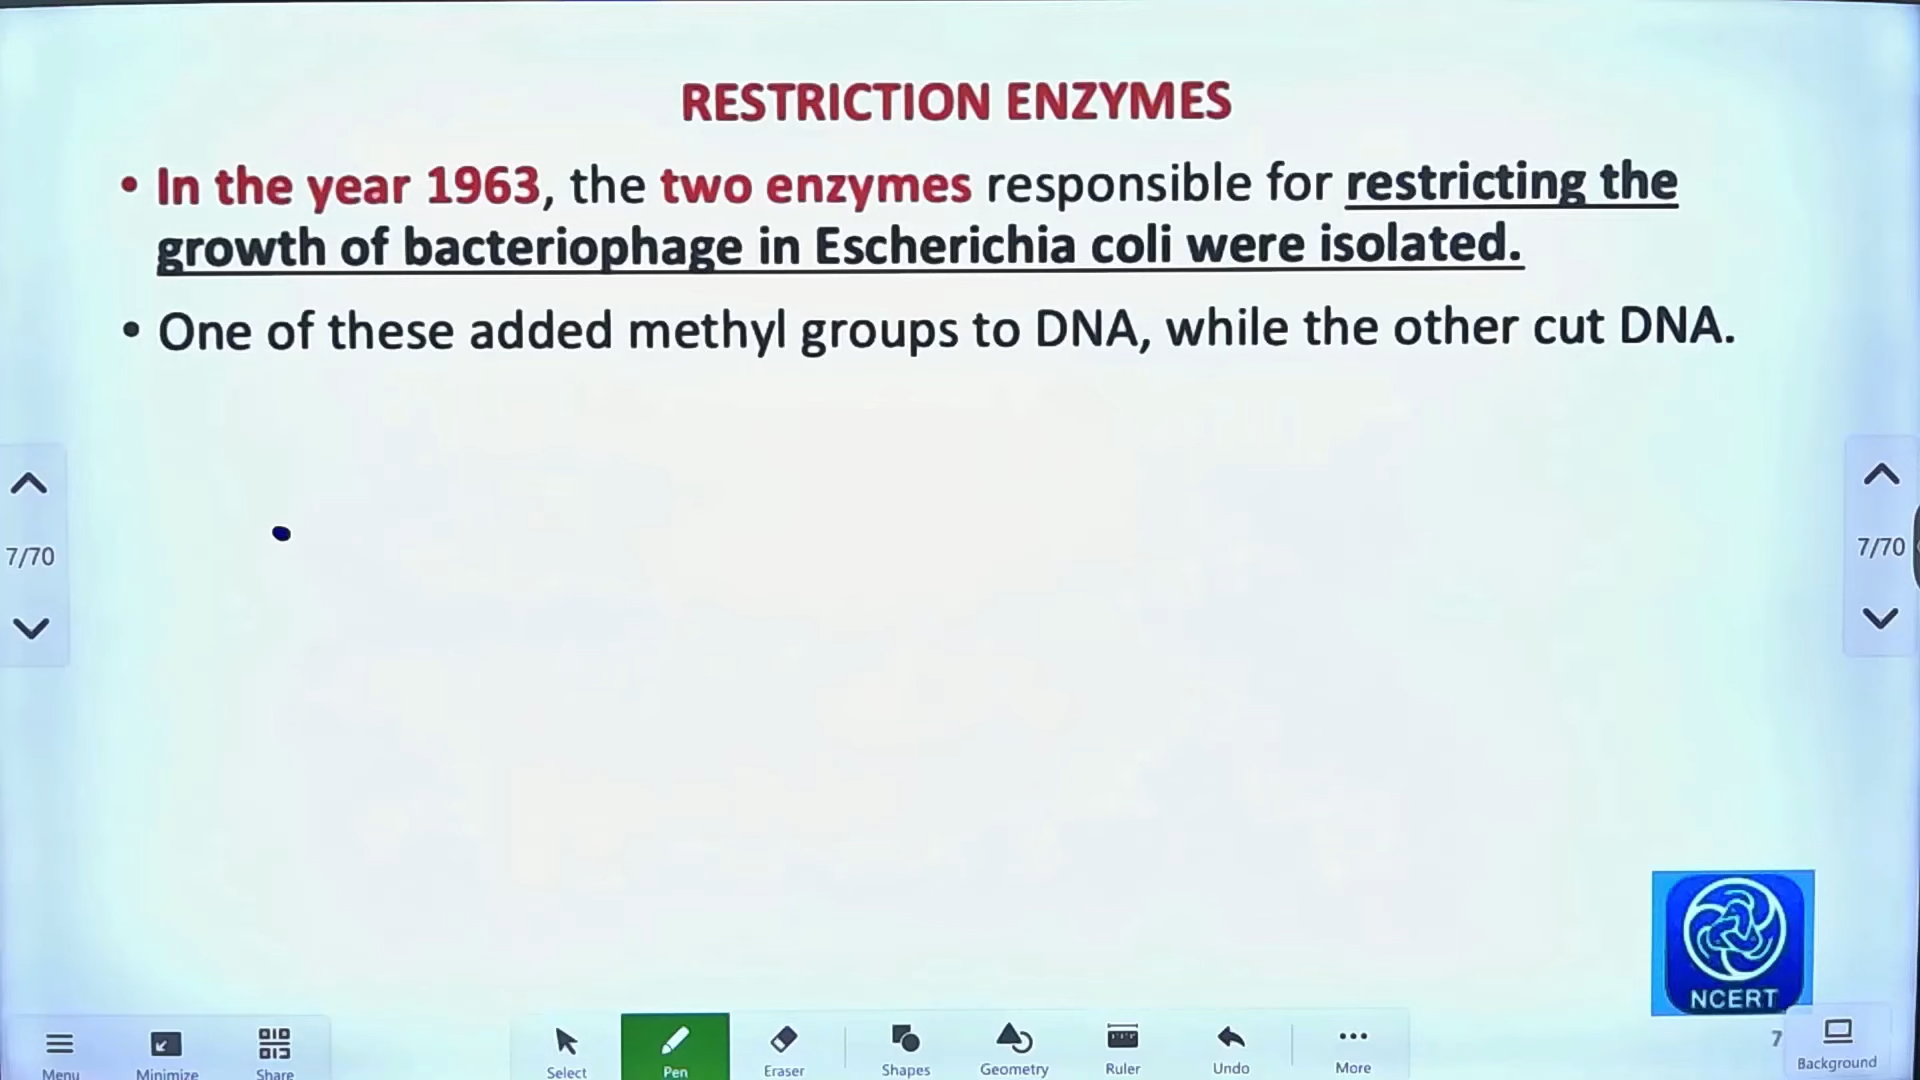 RESTRICTION ENZYMES
• In the year 1963, the two enzymes responsible for restricting the
growth of bacteriophage in Escherichia coli were isolated.
• One of these added methyl groups to DNA, while the other cut DNA.
7/70
7/70
NCERT
7
Menu Minimize Share Select Pen Eraser Shapes Geometry Ruler Undo More Background